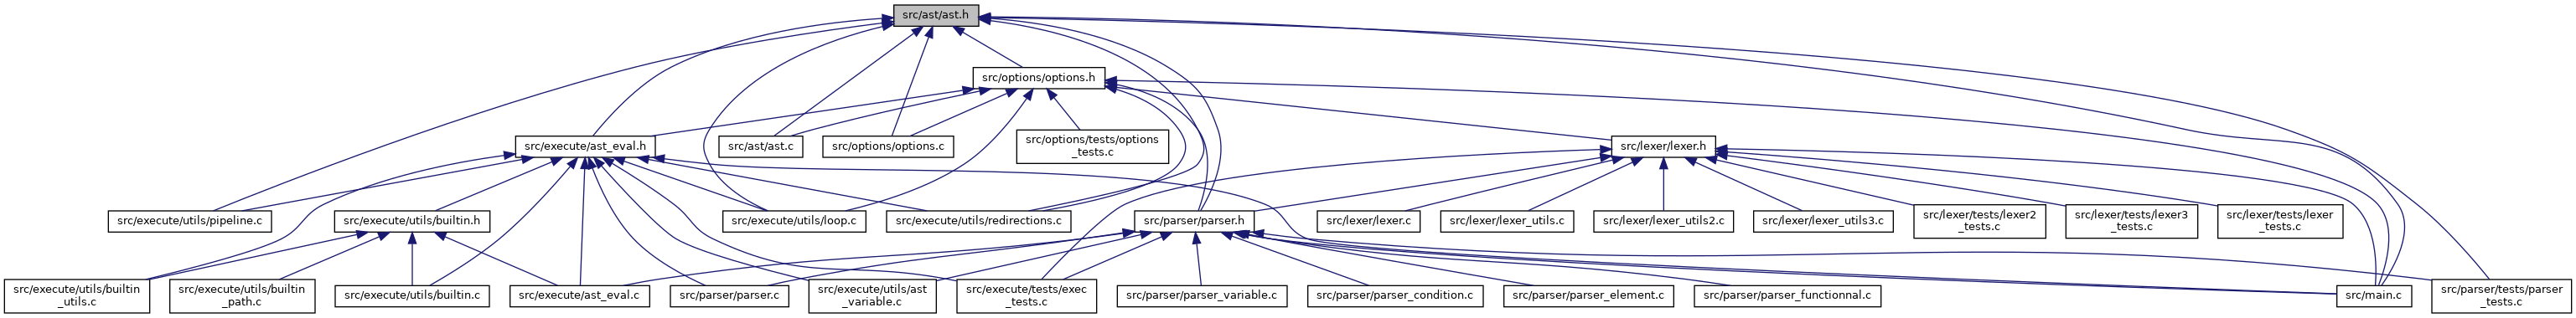 src/ast/ast.h
src/options/options.h
src/execute/ast_eval.h
src/ast/ast.c
src/options/options.c
src/options/tests/options
_tests.c
src/lexer/lexer.h
src/execute/utils/pipeline.c
src/execute/utils/builtin.h
src/execute/utils/loop.c
src/execute/utils/redirections.c
src/parser/parser.h
src/lexer/lexer.c
src/lexer/lexer_utils.c
src/lexer/lexer_utils2.c
src/lexer/lexer_utils3.c
src/lexer/tests/lexer2
_tests.c
src/lexer/tests/lexer3
_tests.c
src/lexer/tests/lexer
_tests.c
src/execute/utils/builtin
_utils.c
src/execute/utils/builtin
_path.c
src/execute/utils/builtin.c
src/execute/ast_eval.c
src/parser/parser.c
src/execute/utils/ast
_variable.c
src/execute/tests/exec
_tests.c
src/parser/parser_variable.c
src/parser/parser_condition.c
src/parser/parser_element.c
src/parser/parser_functionnal.c
src/main.c
src/parser/tests/parser
_tests.c